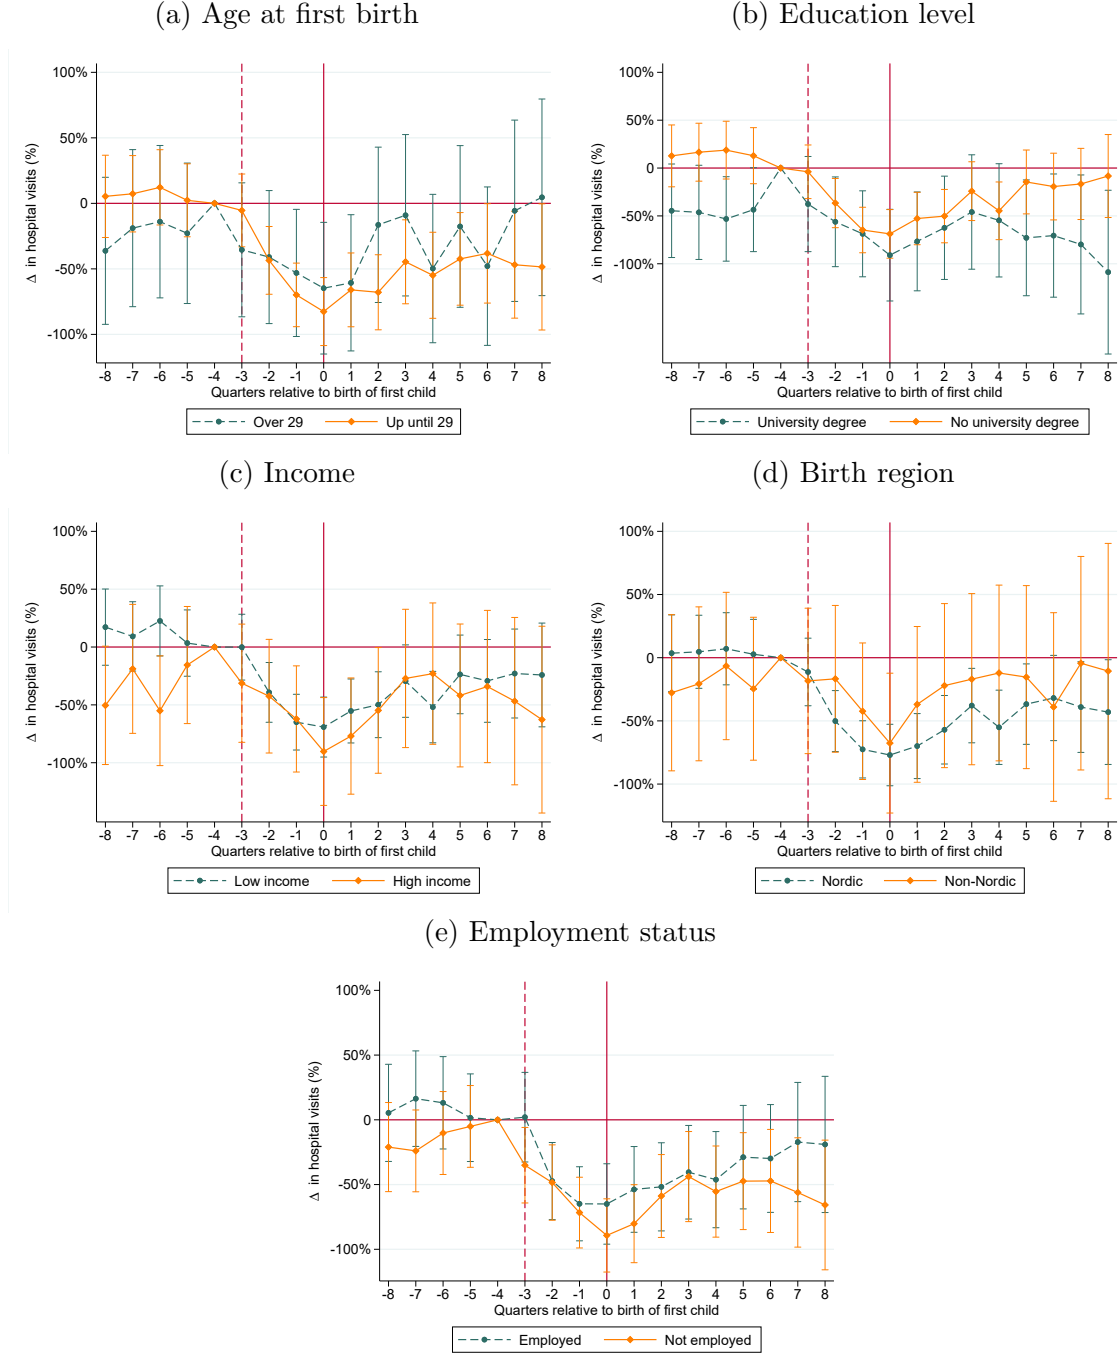 (a) Age at first birth
100%
50%
0
-50%
-100%
Δ in hospital visits (%)
-8 -7 -6 -5 -4 -3 -2 -1 0 1 2 3 4 5 6 7 8
Quarters relative to birth of first child
Over 29 Up until 29
(b) Education level
100%
50%
0
-50%
-100%
Δ in hospital visits (%)
-8 -7 -6 -5 -4 -3 -2 -1 0 1 2 3 4 5 6 7 8
Quarters relative to birth of first child
University degree No university degree
(c) Income
100%
50%
0
-50%
-100%
Δ in hospital visits (%)
-8 -7 -6 -5 -4 -3 -2 -1 0 1 2 3 4 5 6 7 8
Quarters relative to birth of first child
Low income High income
(d) Birth region
100%
50%
0
-50%
-100%
Δ in hospital visits (%)
-8 -7 -6 -5 -4 -3 -2 -1 0 1 2 3 4 5 6 7 8
Quarters relative to birth of first child
Nordic Non-Nordic
(e) Employment status
100%
50%
0
-50%
-100%
Δ in hospital visits (%)
-8 -7 -6 -5 -4 -3 -2 -1 0 1 2 3 4 5 6 7 8
Quarters relative to birth of first child
Employed Not employed